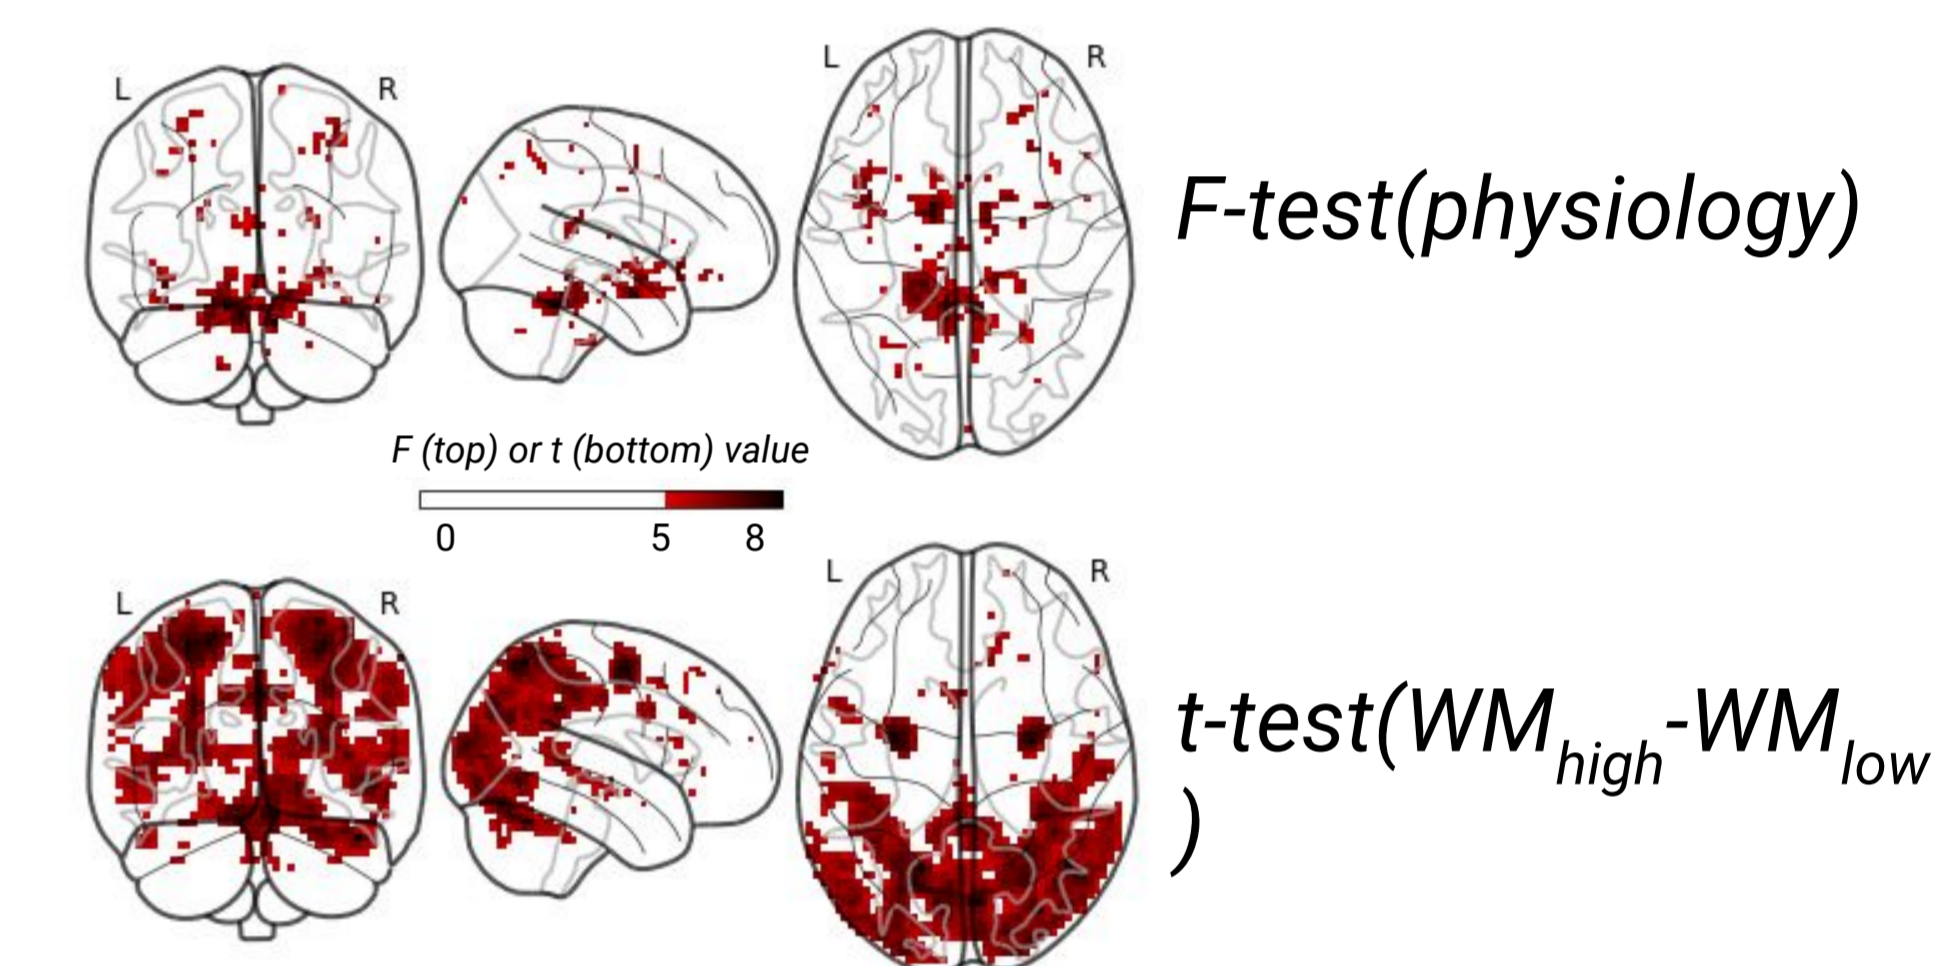 L R
L R
F-test(physiology)
F (top) or t (bottom) value
0 5 8
L R
L R
t-test(WMhigh-WMlow
)